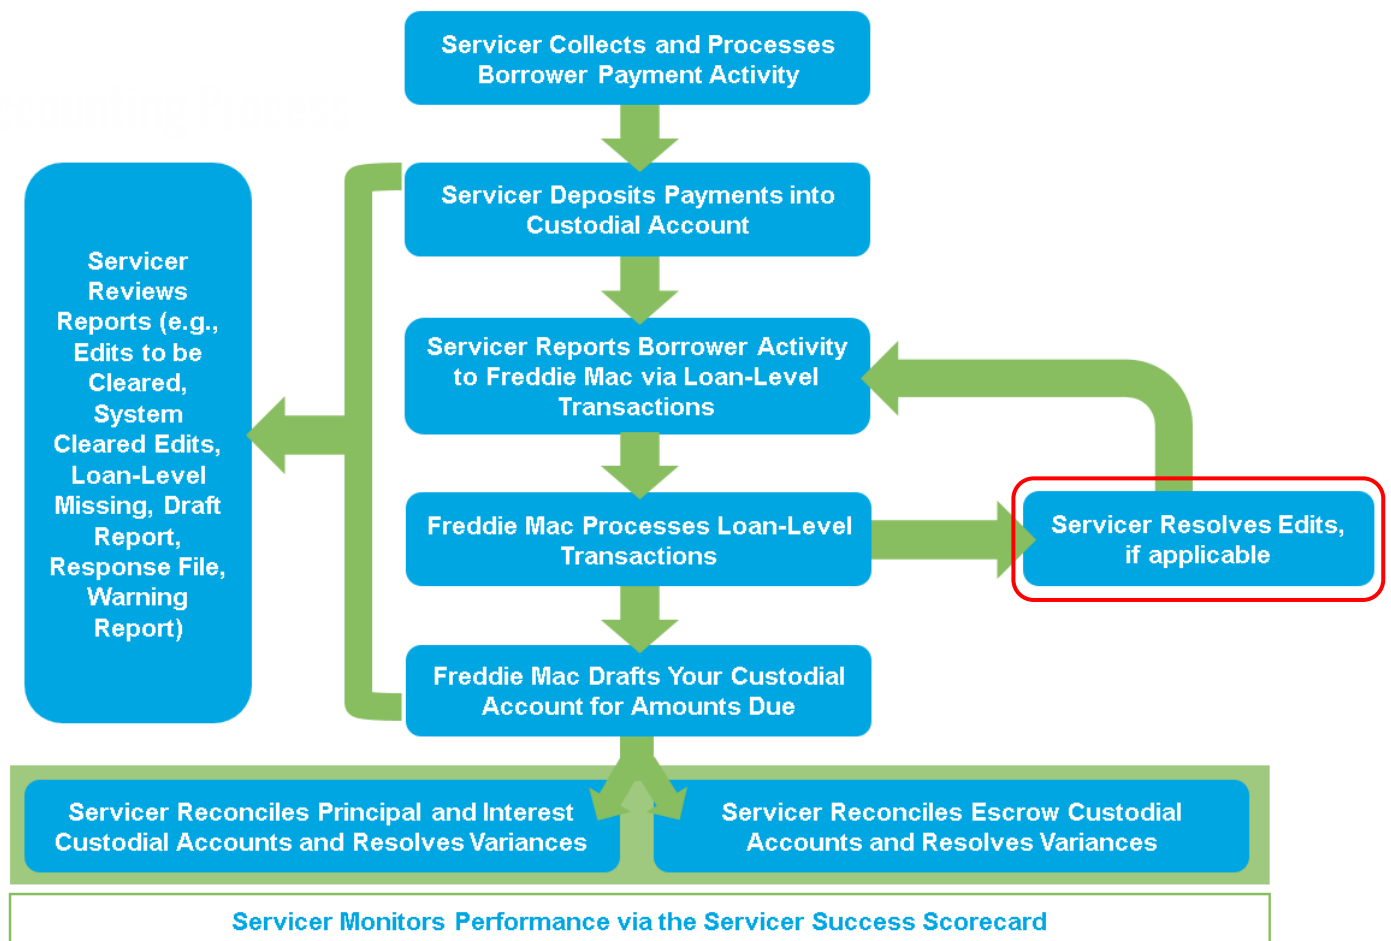 Servicer Collects and Processes
Borrower Payment Activity
Servicer Deposits Payments into
Custodial Account
Servicer
Reviews
Reports (e.g.,
Edits to be
Cleared,
System
Cleared Edits,
Loan-Level
Missing, Draft
Report,
Response File,
Warning
Report)
Servicer Reports Borrower Activity
to Freddie Mac via Loan-Level
Transactions
Freddie Mac Processes Loan-Level
Transactions
Servicer Resolves Edits,
if applicable
Freddie Mac Drafts Your Custodial
Account for Amounts Due
Servicer Reconciles Principal and Interest
Custodial Accounts and Resolves Variances
Servicer Reconciles Escrow Custodial
Accounts and Resolves Variances
Servicer Monitors Performance via the Servicer Success Scorecard